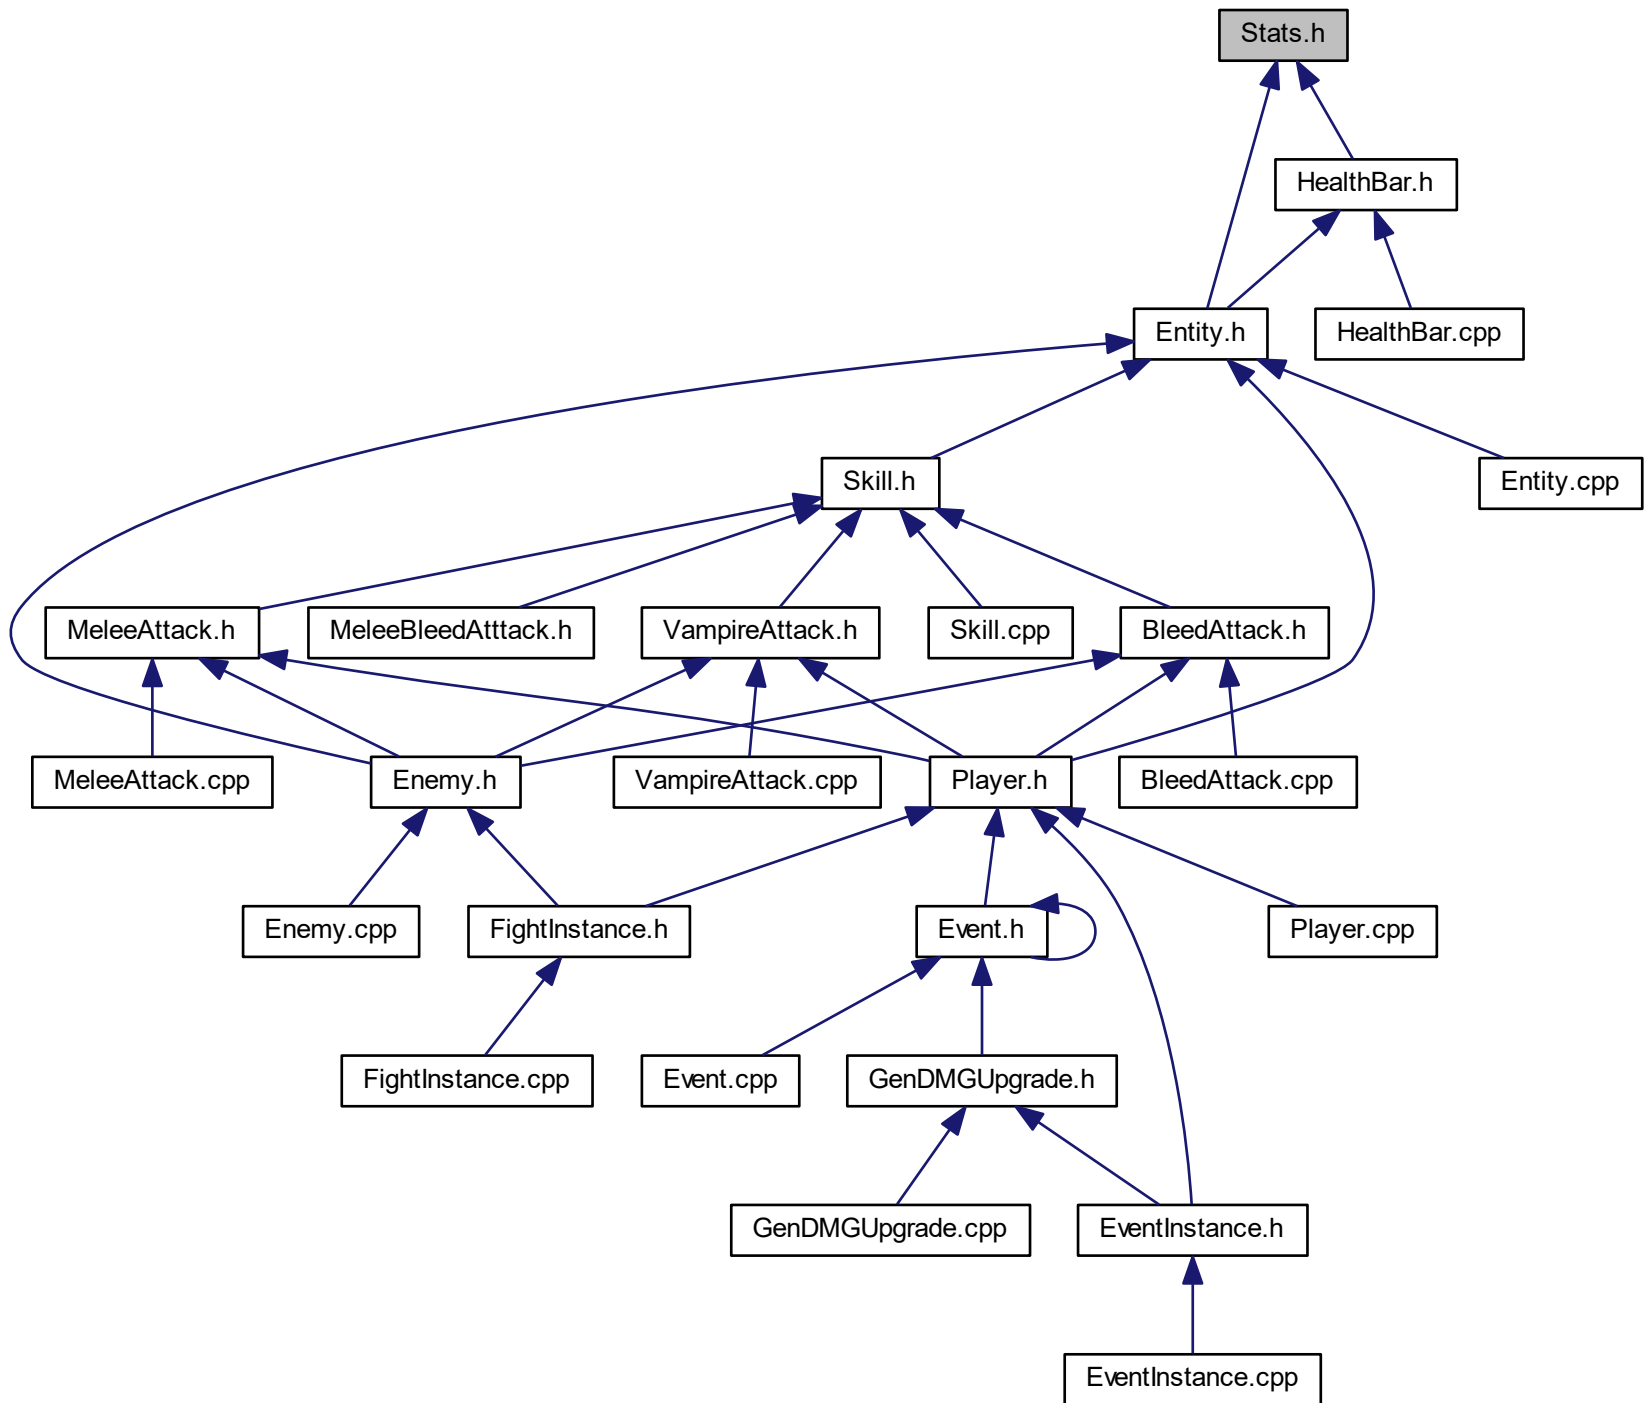 Stats.h
HealthBar.h
Entity.h
HealthBar.cpp
Skill.h
Entity.cpp
MeleeAttack.h
MeleeBleedAtttack.h
VampireAttack.h
Skill.cpp
BleedAttack.h
MeleeAttack.cpp
Enemy.h
VampireAttack.cpp
Player.h
BleedAttack.cpp
Enemy.cpp
FightInstance.h
Event.h
Player.cpp
FightInstance.cpp
Event.cpp
GenDMGUpgrade.h
GenDMGUpgrade.cpp
EventInstance.h
EventInstance.cpp